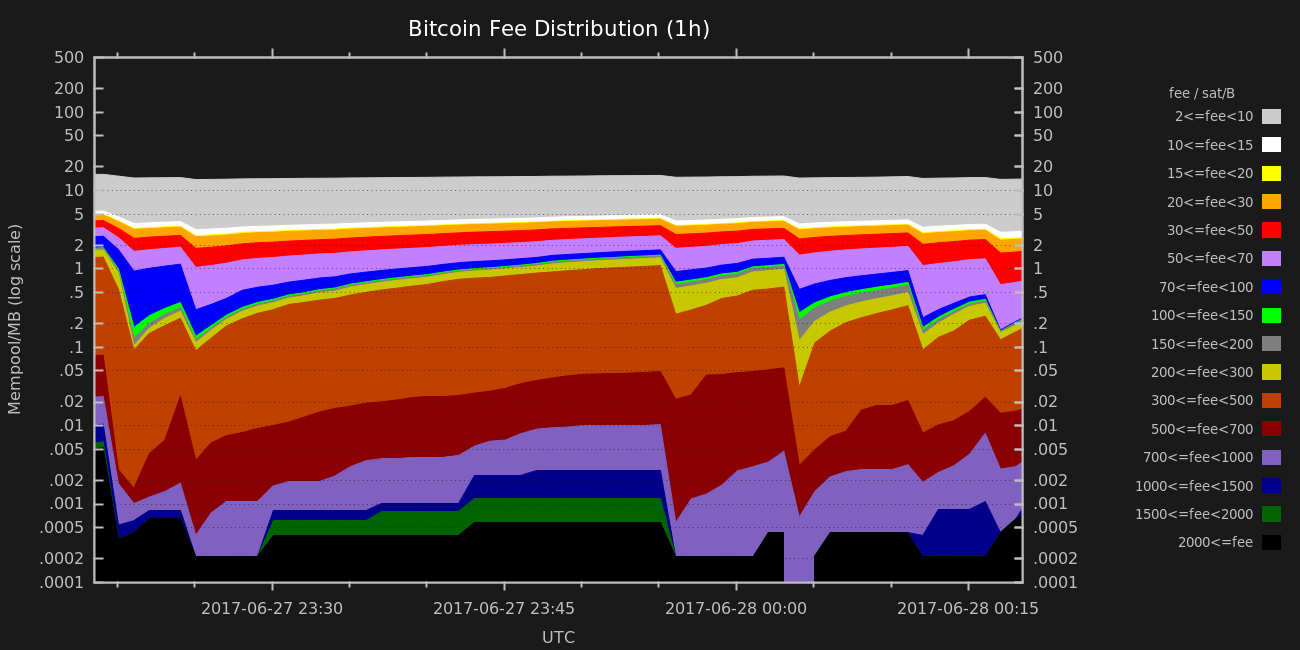 Bitcoin Fee Distribution (1h)
500
200
100
50
20
10
5
2
1
.5
.2
.1
.05
.02
.01
.005
.002
.001
.0005
.0002
.0001
Mempool/MB (log scale)
500
200
100
50
20
10
5
2
1
.5
.2
.1
.05
.02
.01
.005
.002
.001
.0005
.0002
.0001
2017-06-27 23:30 2017-06-27 23:45 2017-06-28 00:00 2017-06-28 00:15
UTC
fee / sat/B
2<=fee<10
10<=fee<15
15<=fee<20
20<=fee<30
30<=fee<50
50<=fee<70
70<=fee<100
100<=fee<150
150<=fee<200
200<=fee<300
300<=fee<500
500<=fee<700
700<=fee<1000
1000<=fee<1500
1500<=fee<2000
2000<=fee